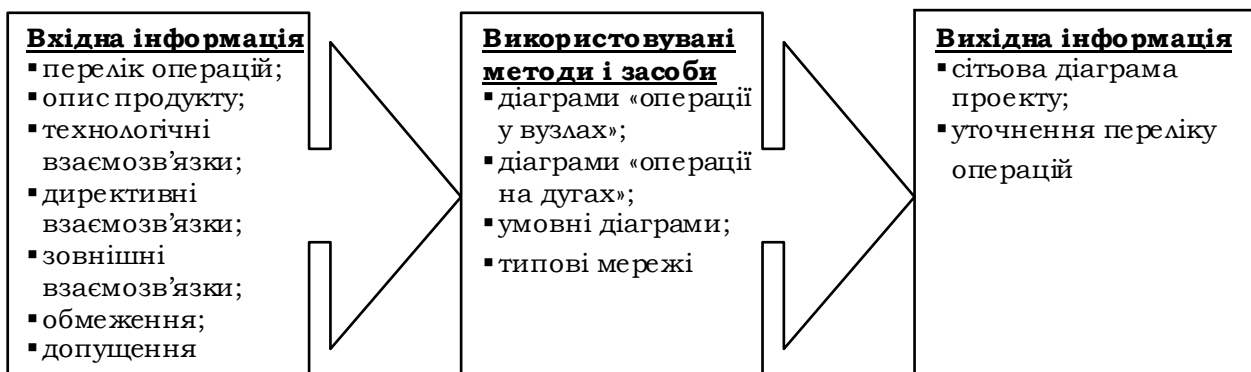 Вхідна інформація
▪ перелік операцій;
▪ опис продукту;
▪ технологічні
взаємозв’язки;
▪ директивні
взаємозв’язки;
▪ зовнішні
взаємозв’язки;
▪ обмеження;
▪ допущення
Використовувані
методи і засоби
▪ діаграми «операції
у вузлах»;
▪ діаграми «операції
на дугах»;
▪ умовні діаграми;
▪ типові мережі
Вихідна інформація
▪ сітьова діаграма
проекту;
▪ уточнення переліку
операцій